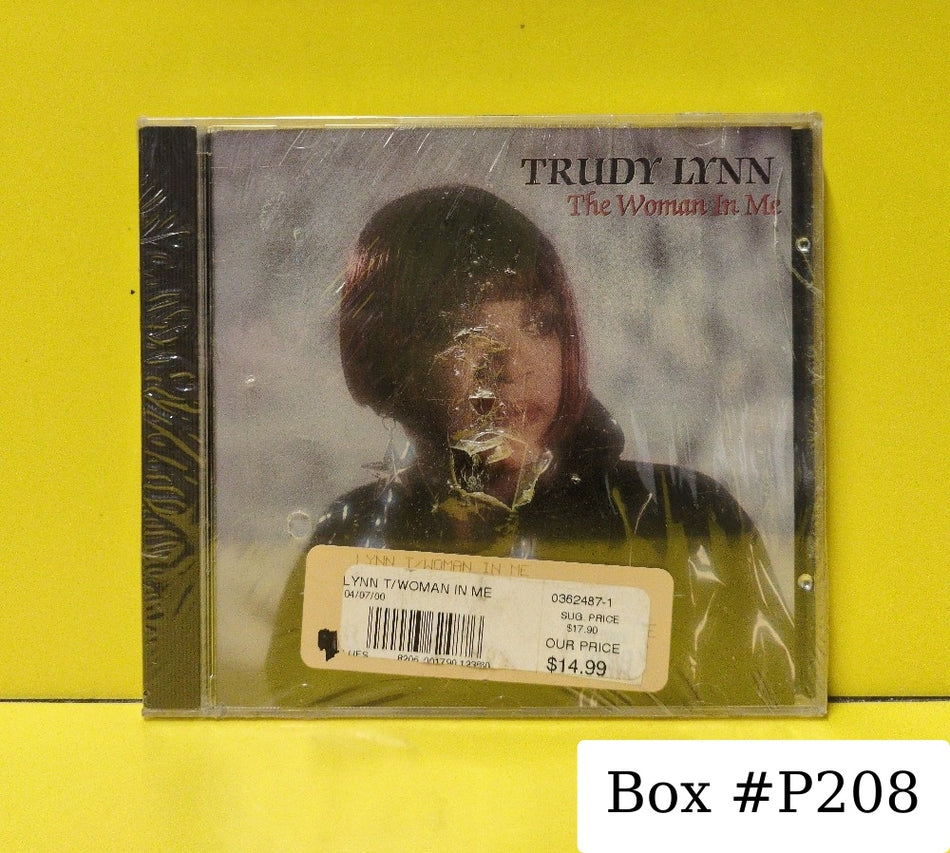 TRUDY LYNN
The Woman In Me
LYNN T/WOMAN IN ME
LYNN T/WOMAN IN ME
04/07/00
0362487-1
SUG. PRICE
$17.90
OUR PRICE
$14.99
Box #P208